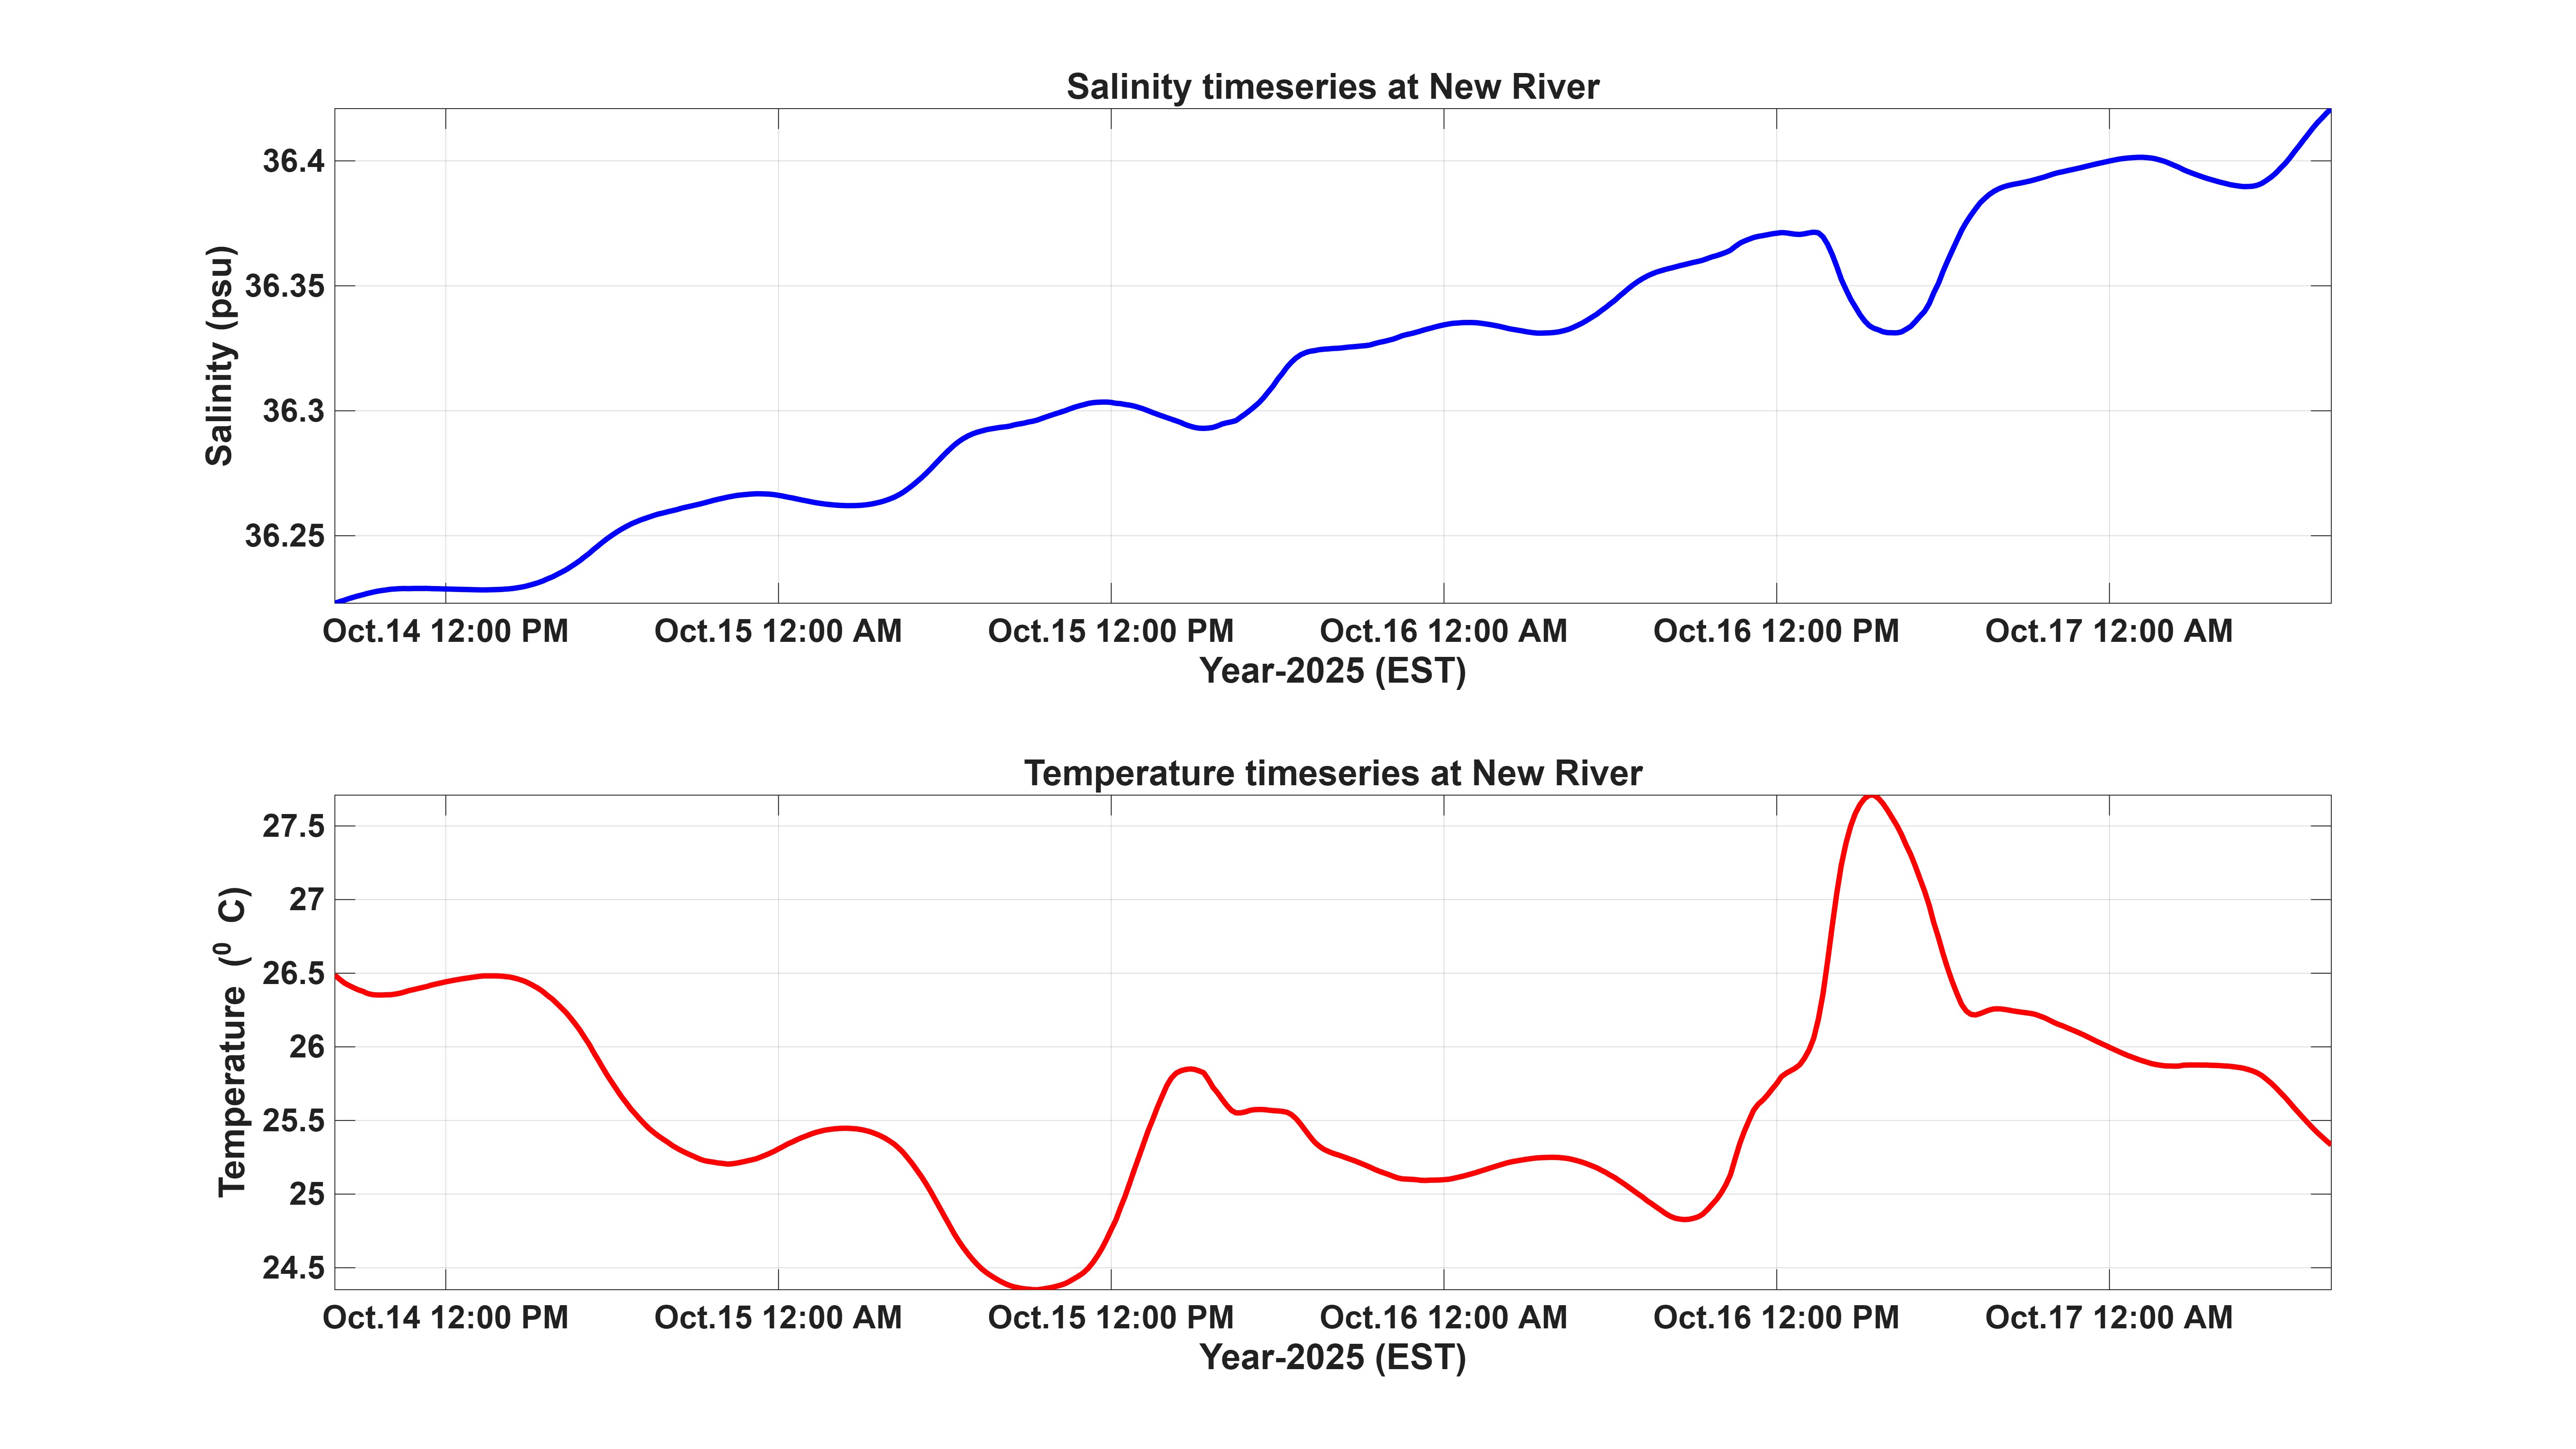 Salinity timeseries at New River
Salinity (psu)
36.4
36.35
36.3
36.25
Oct.14 12:00 PM Oct.15 12:00 AM Oct.15 12:00 PM Oct.16 12:00 AM Oct.16 12:00 PM Oct.17 12:00 AM
Year-2025 (EST)
Temperature timeseries at New River
Temperature (⁰ C)
27.5
27
26.5
26
25.5
25
24.5
Oct.14 12:00 PM Oct.15 12:00 AM Oct.15 12:00 PM Oct.16 12:00 AM Oct.16 12:00 PM Oct.17 12:00 AM
Year-2025 (EST)